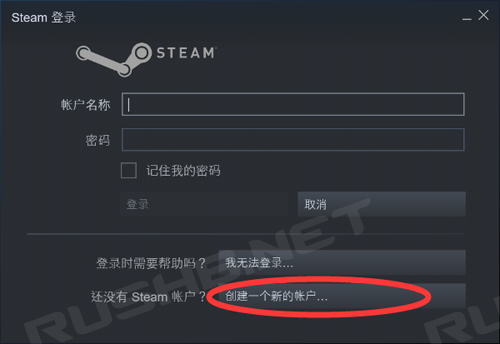 Steam 登录
STEAM
帐户名称
密码
记住我的密码
登录 取消
登录时需要帮助吗？ 我无法登录...
还没有 Steam 帐户？ 创建一个新的帐户...
RUSHB.NET
RUSHB